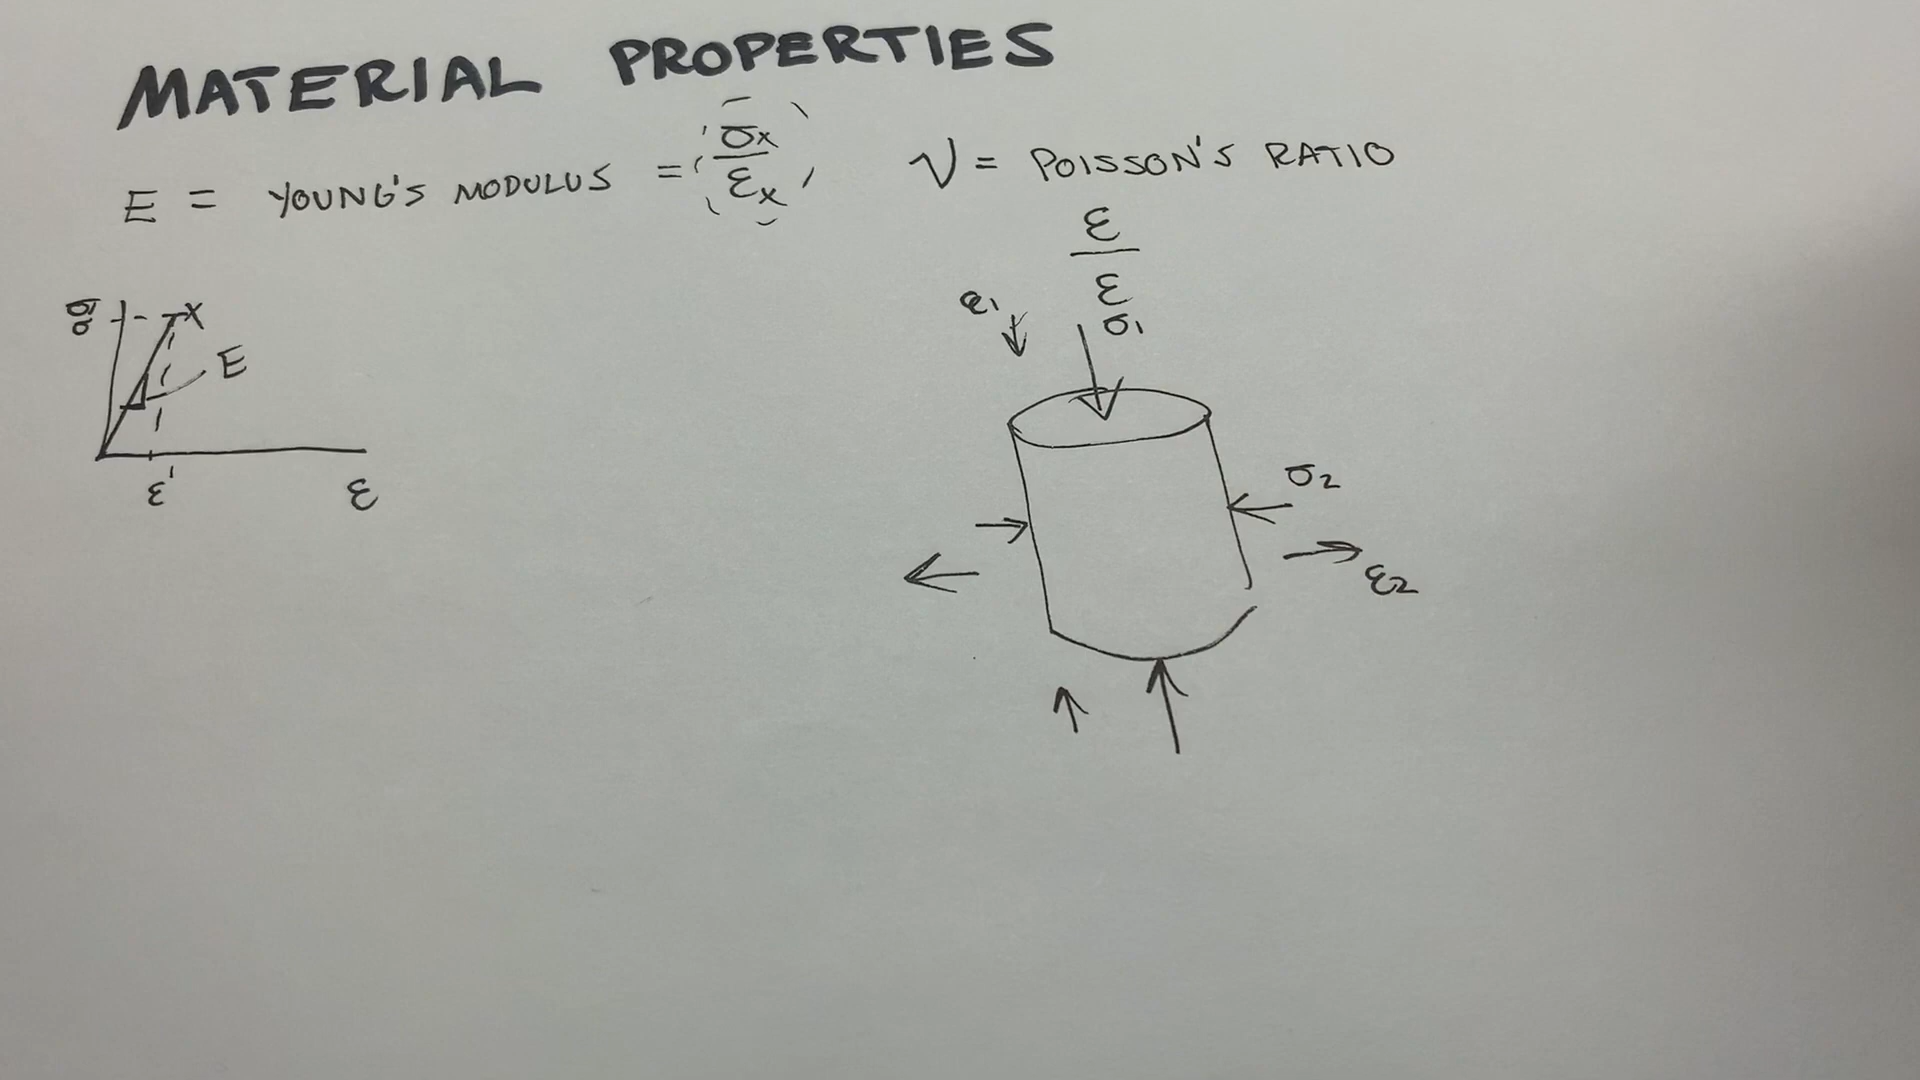 MATERIAL PROPERTIES
E = YOUNG'S MODULUS = σx / εx
ν = POISSON'S RATIO
ε / ε
σ'
x
E
ε'
ε
ε1
σ1
σ2
ε2